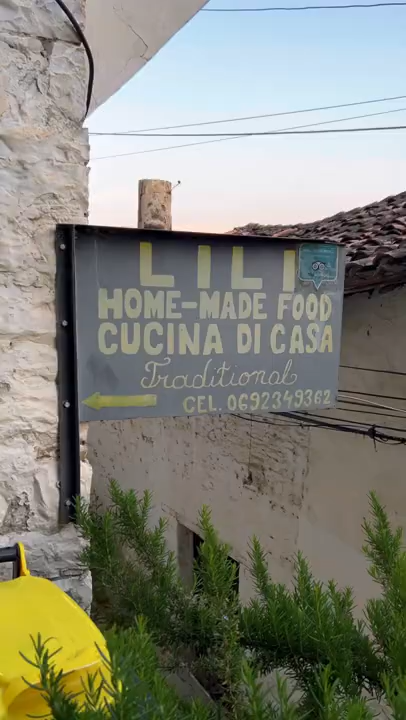 LILI
HOME-MADE FOOD
CUCINA DI CASA
Traditional
CEL. 0692349362